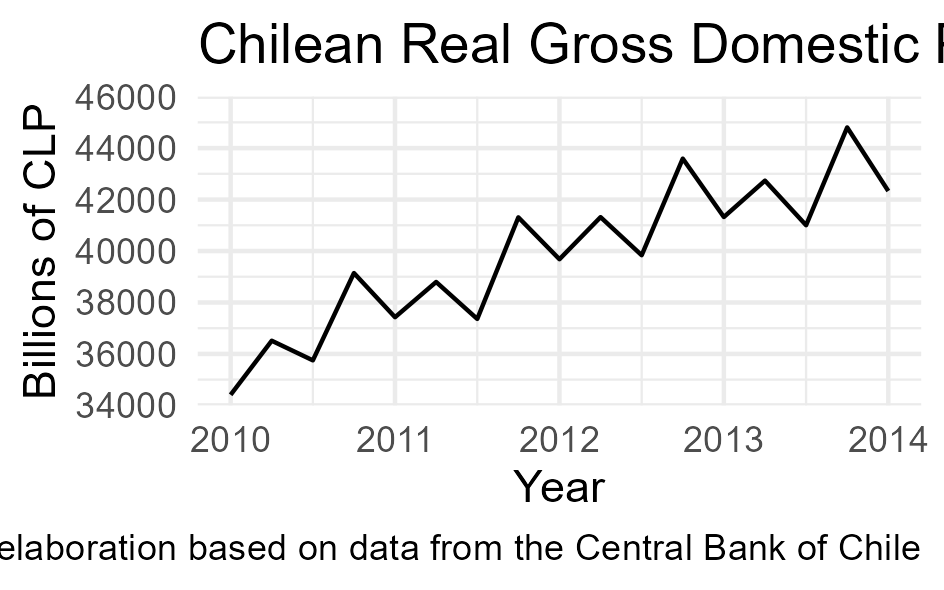 Chilean Real Gross Domestic
46000
44000
42000
40000
38000
36000
34000
Billions of CLP
2010 2011 2012 2013 2014
Year
elaboration based on data from the Central Bank of Chile